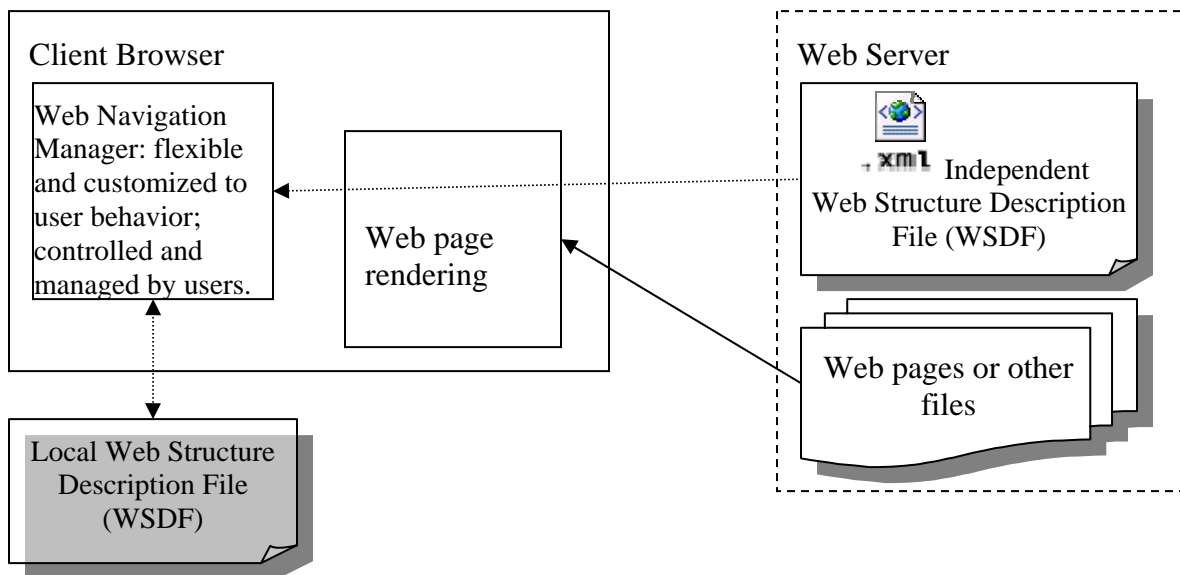 Client Browser
Web Navigation
Manager: flexible
and customized to
user behavior;
controlled and
managed by users.
Web page
rendering
Local Web Structure
Description File
(WSDF)
Web Server
.xml Independent
Web Structure Description
File (WSDF)
Web pages or other
files